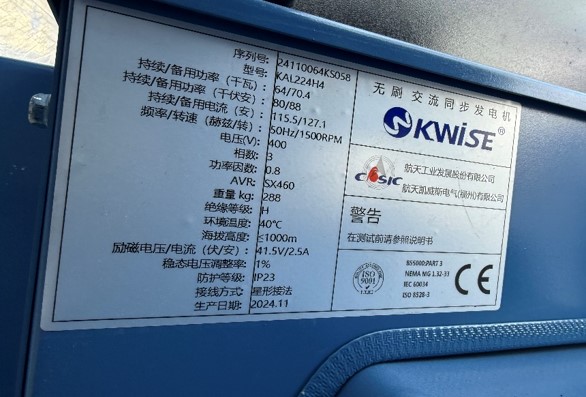 序列号: 24110064KS058
型号: KAL224H4
持续/备用功率（千瓦）: 64/70.4
持续/备用功率（千伏安）: 80/88
持续/备用电流（安）: 115.5/127.1
频率/转速（赫兹/转）: 50Hz/1500RPM
电压(V): 400
相数: 3
功率因数: 0.8
AVR: SX460
重量 kg: 288
绝缘等级: H
环境温度: 40℃
海拔高度: ≤1000m
励磁电压/电流（伏/安）: 41.5V/2.5A
稳态电压调整率: 1%
防护等级: IP23
接线方式: 星形接法
生产日期: 2024.11
无刷 交流同步发电机
KWiSE®
CASIC
航天工业发展股份有限公司
航天凯威斯电气(福州)有限公司
警告
在测试前请参照说明书
ISO
9001
BS5000:PART 3
NEMA MG 1.32-33
IEC 60034
ISO 8528-3
CE